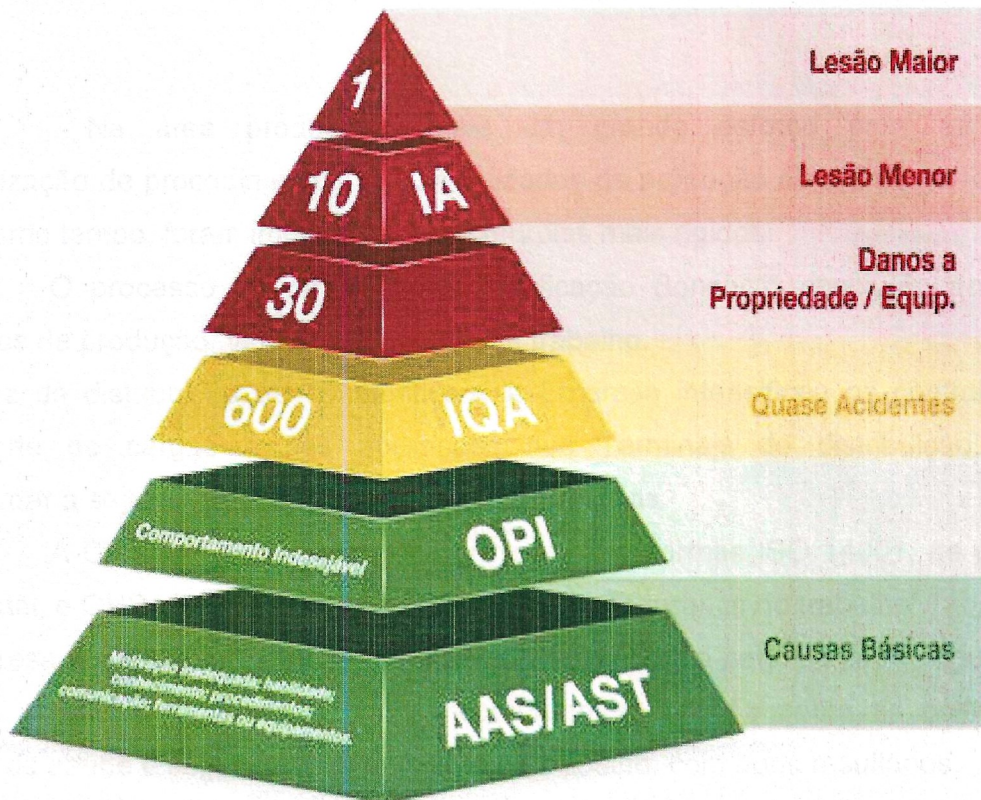 1
Lesão Maior
10 IA
Lesão Menor
30
Danos a
Propriedade / Equip.
600 IQA
Quase Acidentes
Comportamento Indesejável
OPI
Motivação inadequada; habilidade;
conhecimento; procedimentos;
comunicação; ferramentas ou equipamentos.
AAS/AST
Causas Básicas